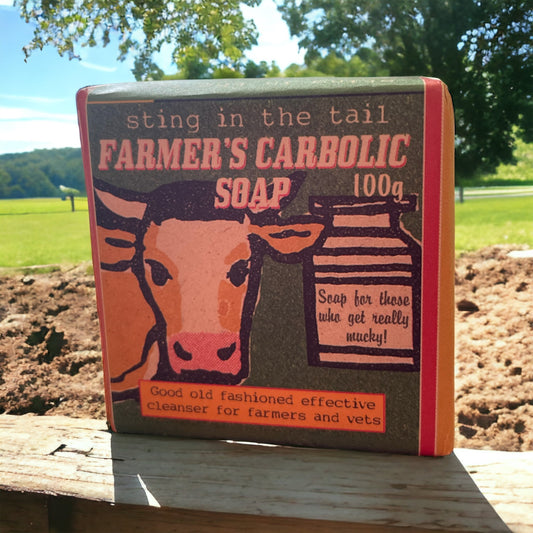 sting in the tail
FARMER'S CARBOLIC
SOAP
100g
Soap for those
who get really
mucky!
Good old fashioned effective
cleanser for farmers and vets